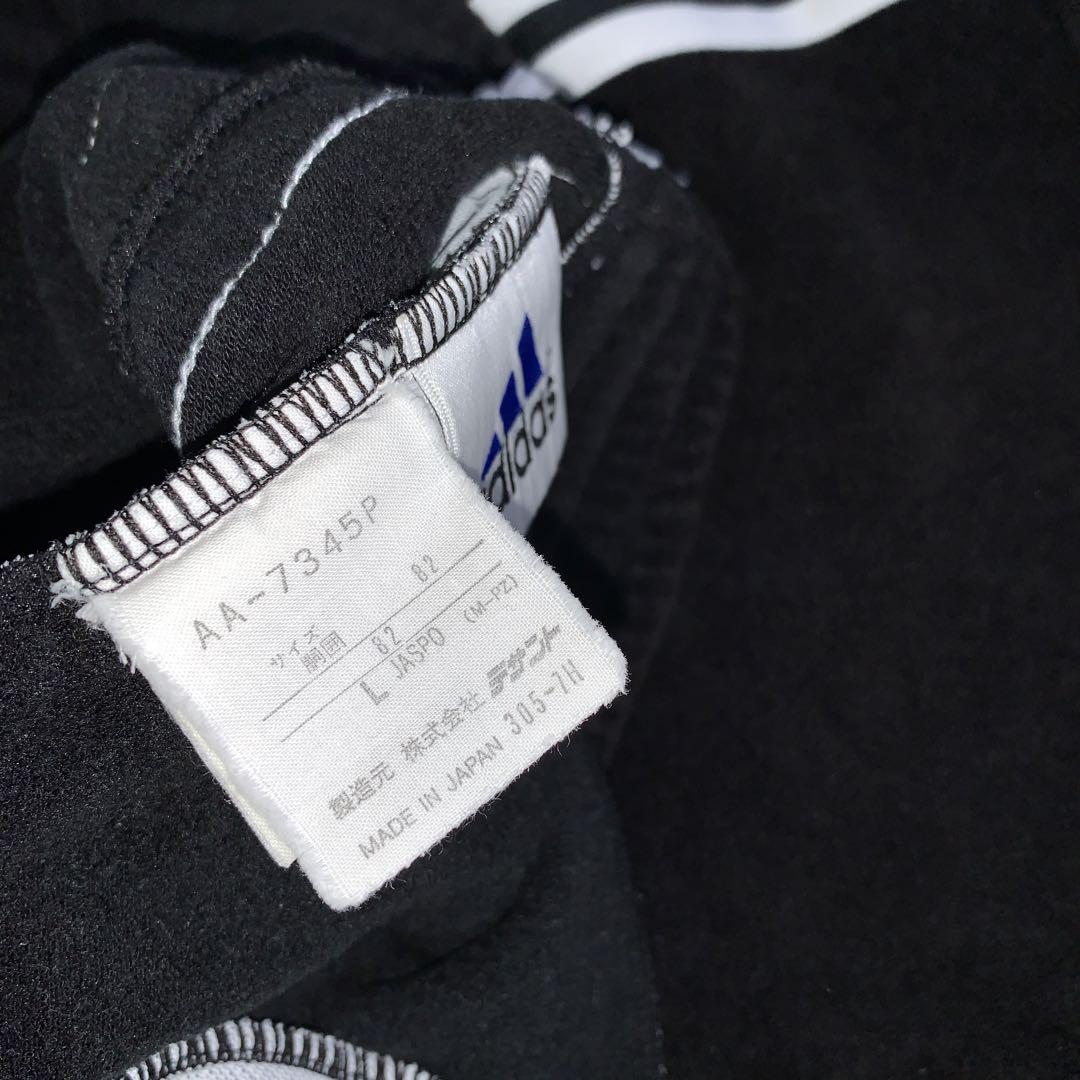 adidas
AA-7345P
サイズ
胴囲 82 82
L JASPO (M-PZ)
製造元 株式会社 デサント
MADE IN JAPAN 305-7H